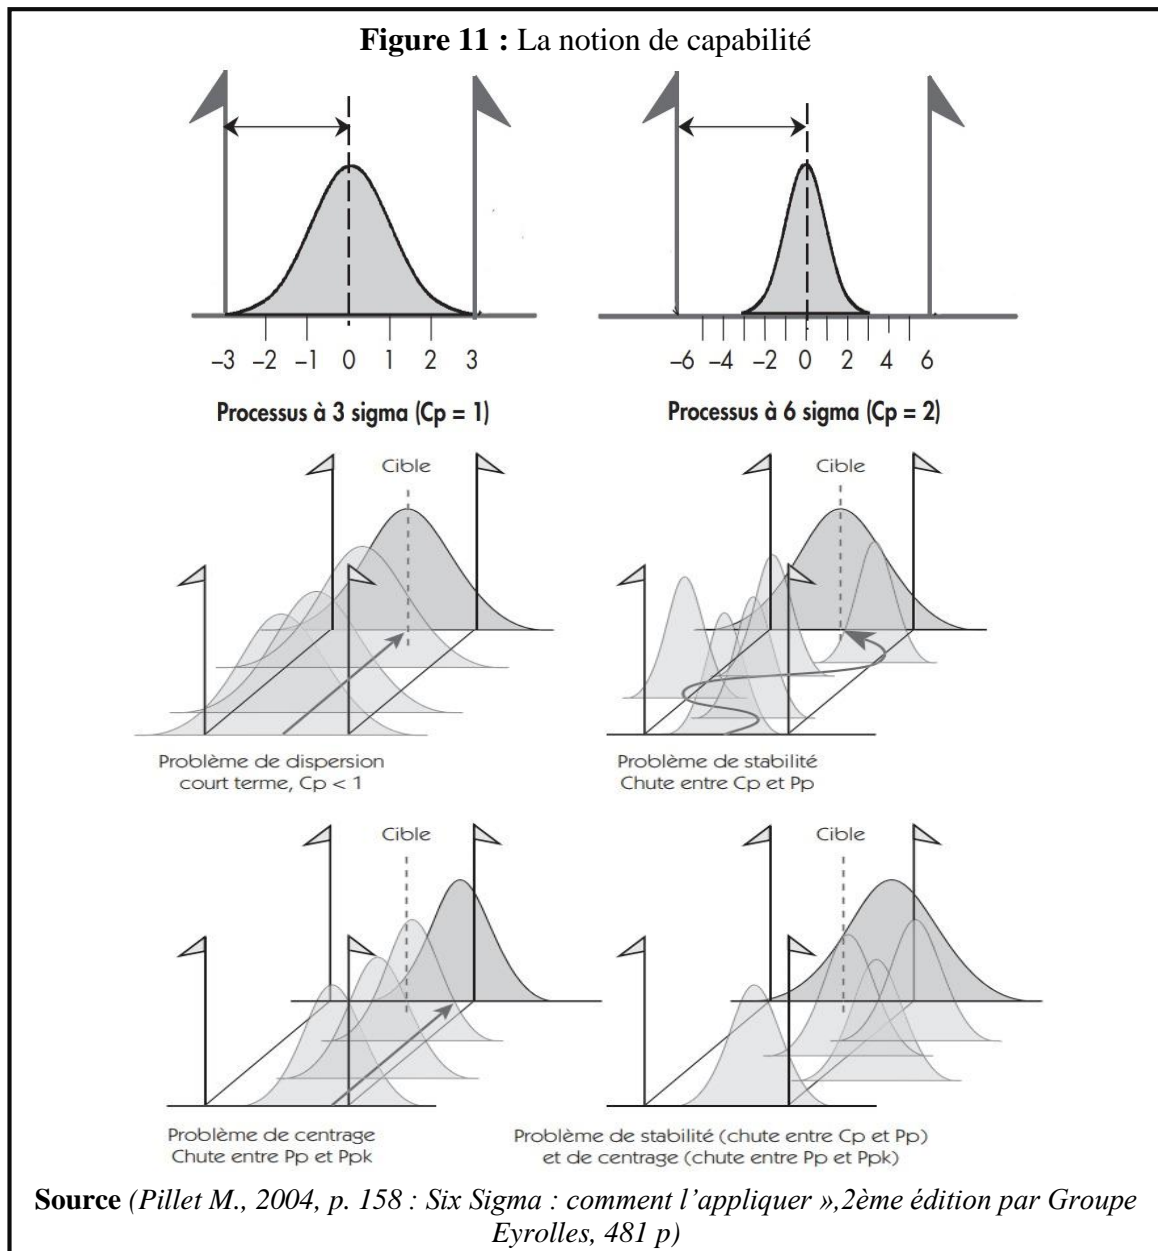 Figure 11 : La notion de capabilité
–3 –2 –1 0 1 2 3
–6 –4 –2 0 2 4 6
Processus à 3 sigma (Cp = 1)
Processus à 6 sigma (Cp = 2)
Cible
Cible
Problème de dispersion
court terme, Cp < 1
Problème de stabilité
Chute entre Cp et Pp
Cible
Cible
Problème de centrage
Chute entre Pp et Ppk
Problème de stabilité (chute entre Cp et Pp)
et de centrage (chute entre Pp et Ppk)
Source (Pillet M., 2004, p. 158 : Six Sigma : comment l’appliquer »,2ème édition par Groupe
Eyrolles, 481 p)